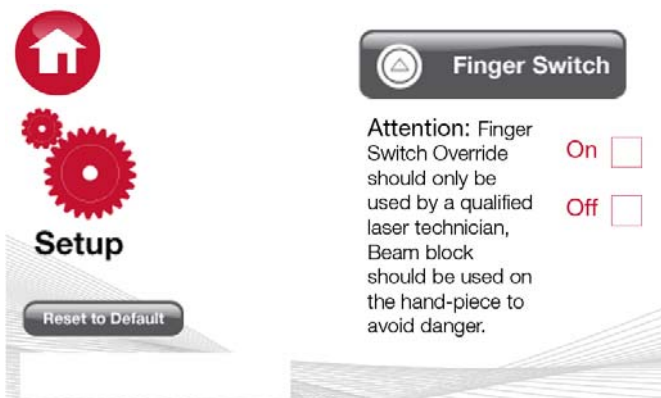 Setup
Reset to Default
Finger Switch
Attention: Finger
Switch Override
should only be
used by a qualified
laser technician,
Beam block
should be used on
the hand-piece to
avoid danger.
On
Off